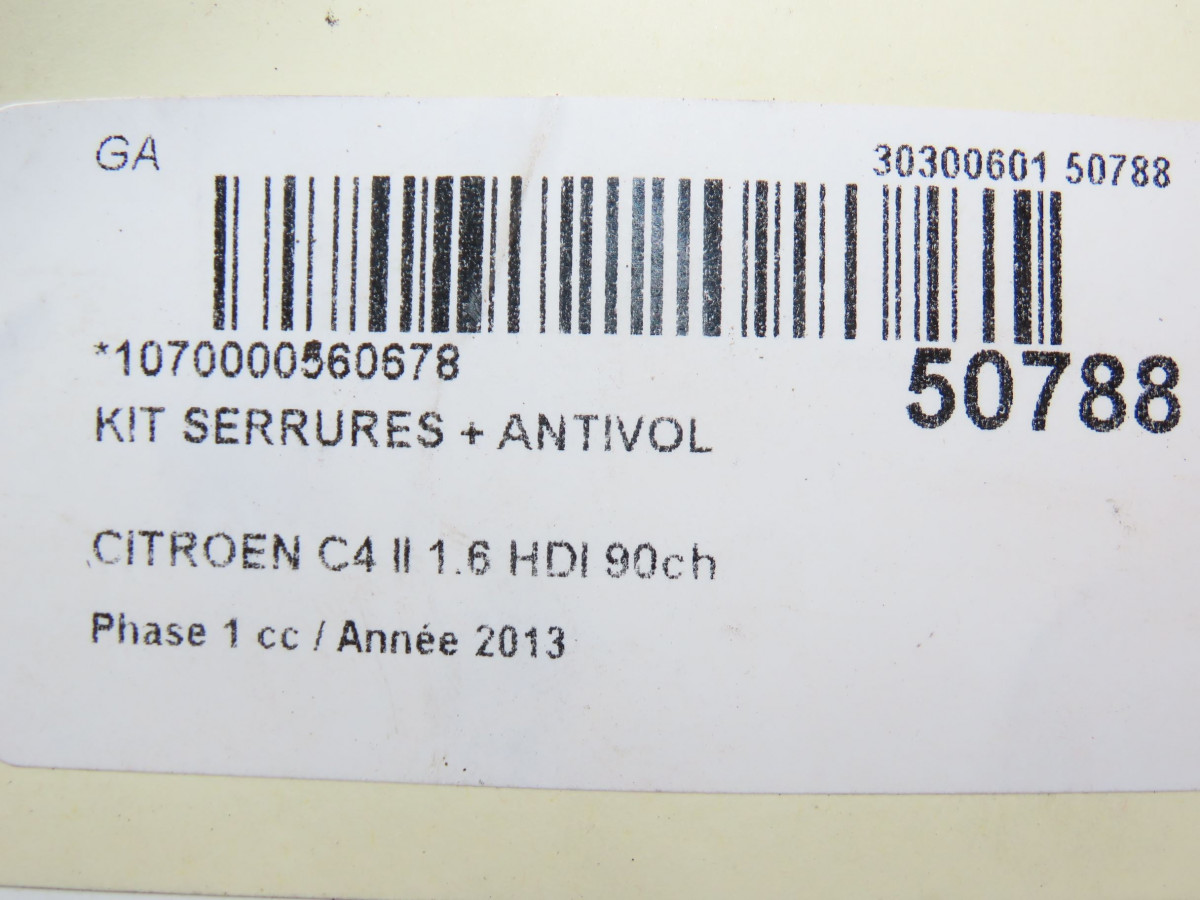 GA
30300601 50788
*1070000560678
50788
KIT SERRURES + ANTIVOL
CITROEN C4 II 1.6 HDI 90ch
Phase 1 cc / Année 2013